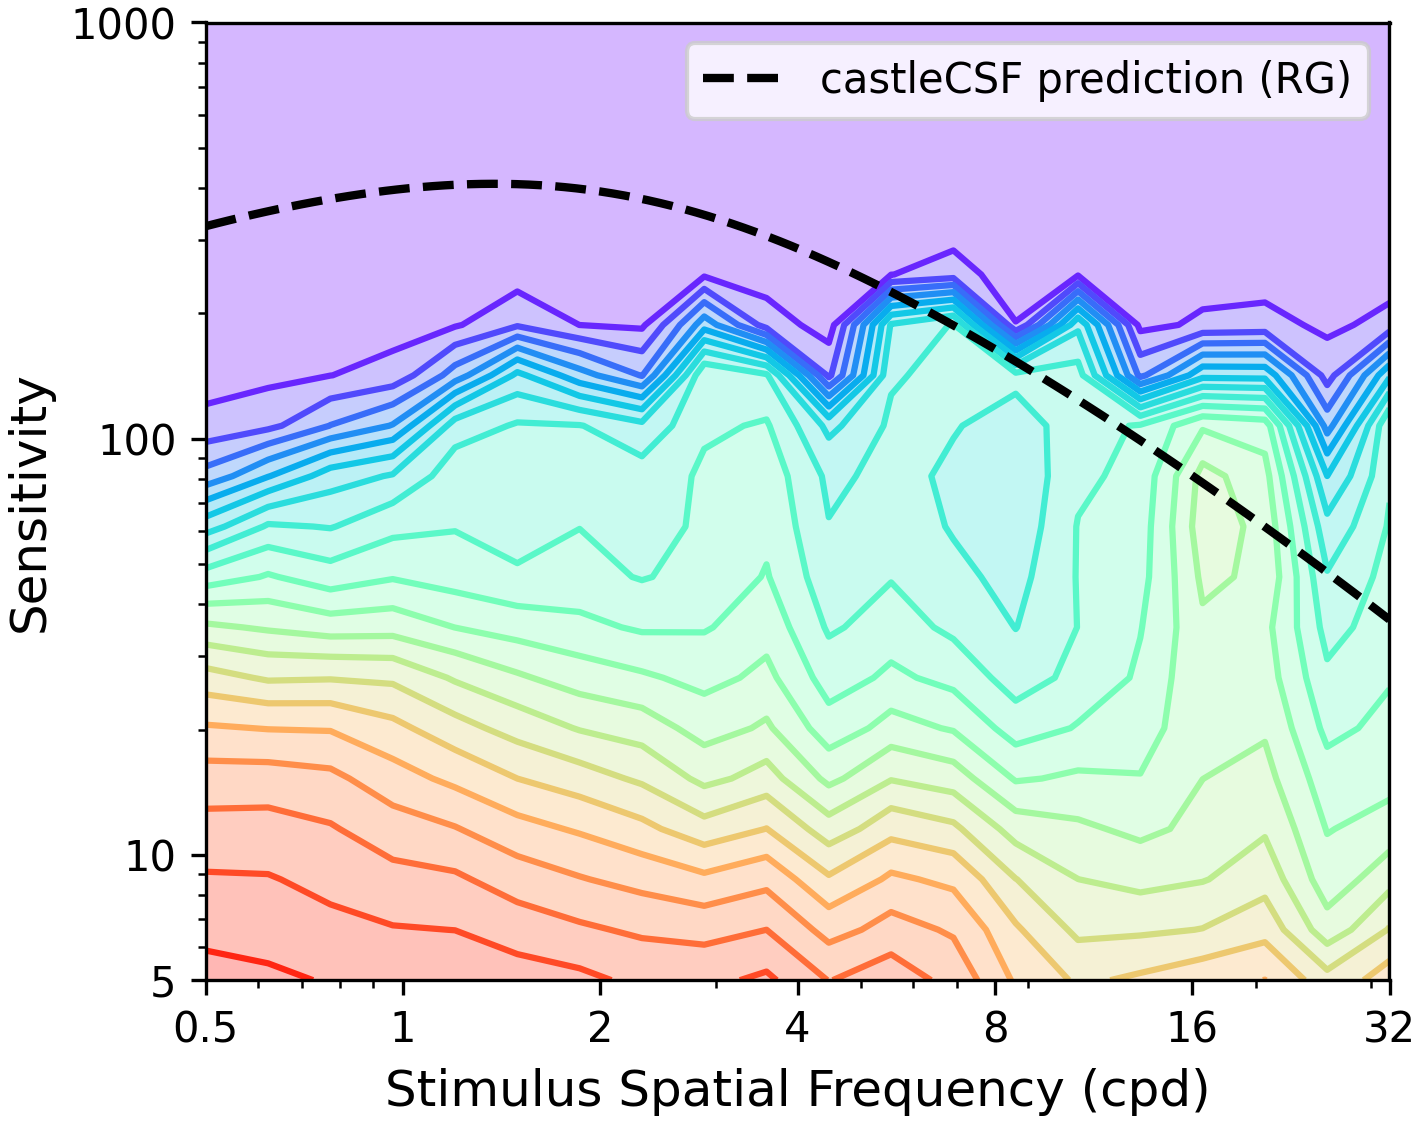 1000
castleCSF prediction (RG)
100
Sensitivity
10
5
0.5 1 2 4 8 16 32
Stimulus Spatial Frequency (cpd)